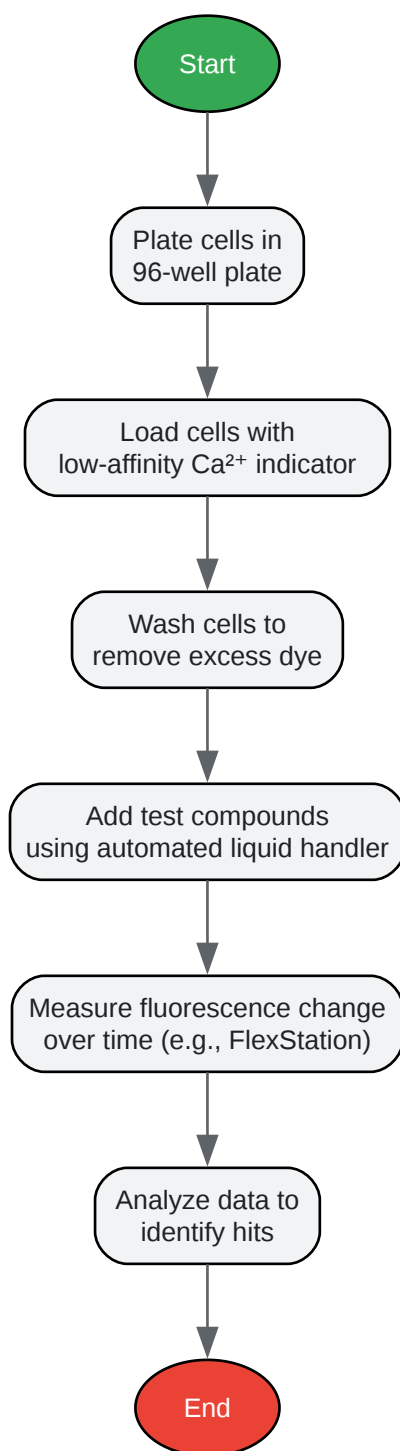 Start
Plate cells in
96-well plate
Load cells with
low-affinity Ca²⁺ indicator
Wash cells to
remove excess dye
Add test compounds
using automated liquid handler
Measure fluorescence change
over time (e.g., FlexStation)
Analyze data to
identify hits
End